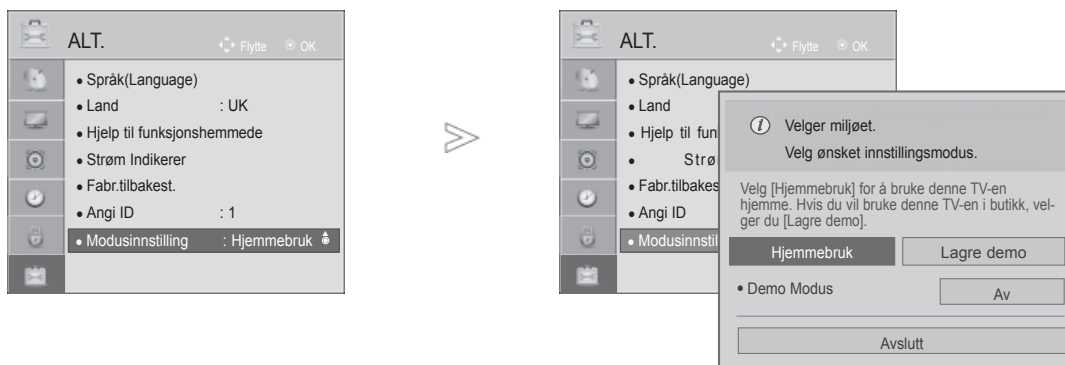 ALT.
Flytte OK
• Språk(Language)
• Land : UK
• Hjelp til funksjonshemmede
• Strøm Indikerer
• Fabr.tilbakest.
• Angi ID : 1
• Modusinnstilling : Hjemmebruk
ALT.
Flytte OK
• Språk(Language)
• Land
• Hjelp til fun
• Strø
• Fabr.tilbakes
• Angi ID
• Modusinnstil
Velger miljøet.
Velg ønsket innstillingsmodus.
Velg [Hjemmebruk] for å bruke denne TV-en
hjemme. Hvis du vil bruke denne TV-en i butikk, vel-
ger du [Lagre demo].
Hjemmebruk Lagre demo
• Demo Modus Av
Avslutt